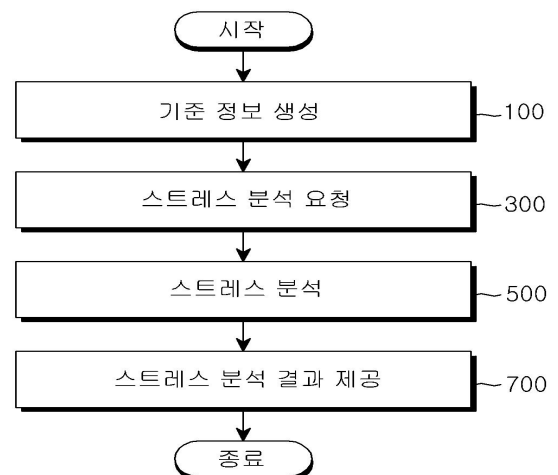 시작
기준 정보 생성
100
스트레스 분석 요청
300
스트레스 분석
500
스트레스 분석 결과 제공
700
종료